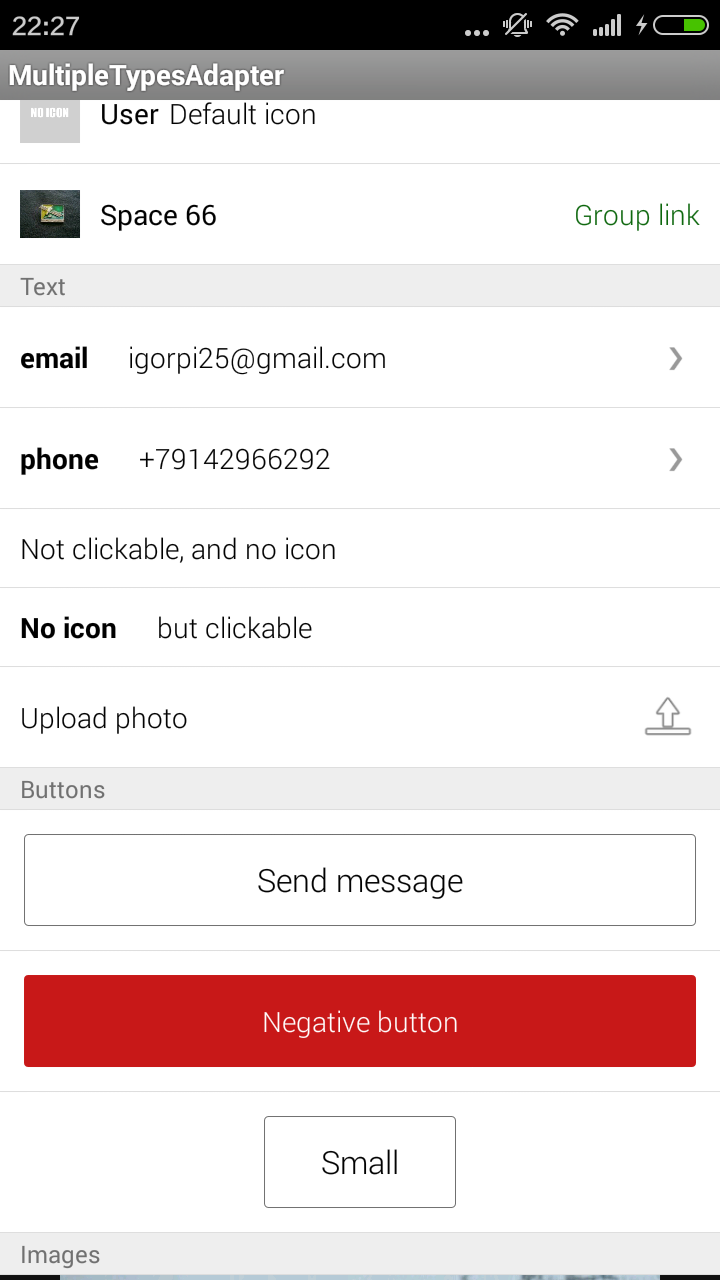 22:27
MultipleTypesAdapter
NO ICON
User Default icon
Space 66 Group link
Text
email igorpi25@gmail.com
phone +79142966292
Not clickable, and no icon
No icon but clickable
Upload photo
Buttons
Send message
Negative button
Small
Images